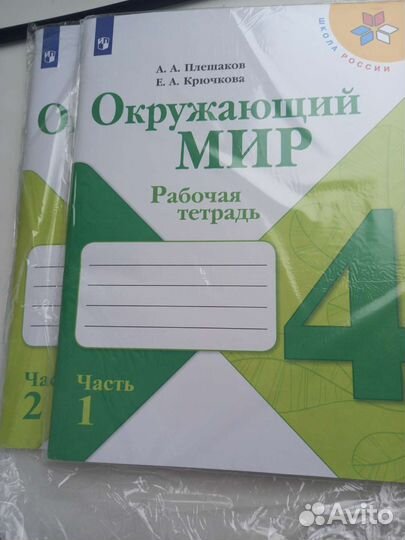 ШКОЛА РОССИИ
А. А. Плешаков
Е. А. Крючкова
Окружающий
МИР
Рабочая
тетрадь
4
Часть
1
О
Час
2
Avito